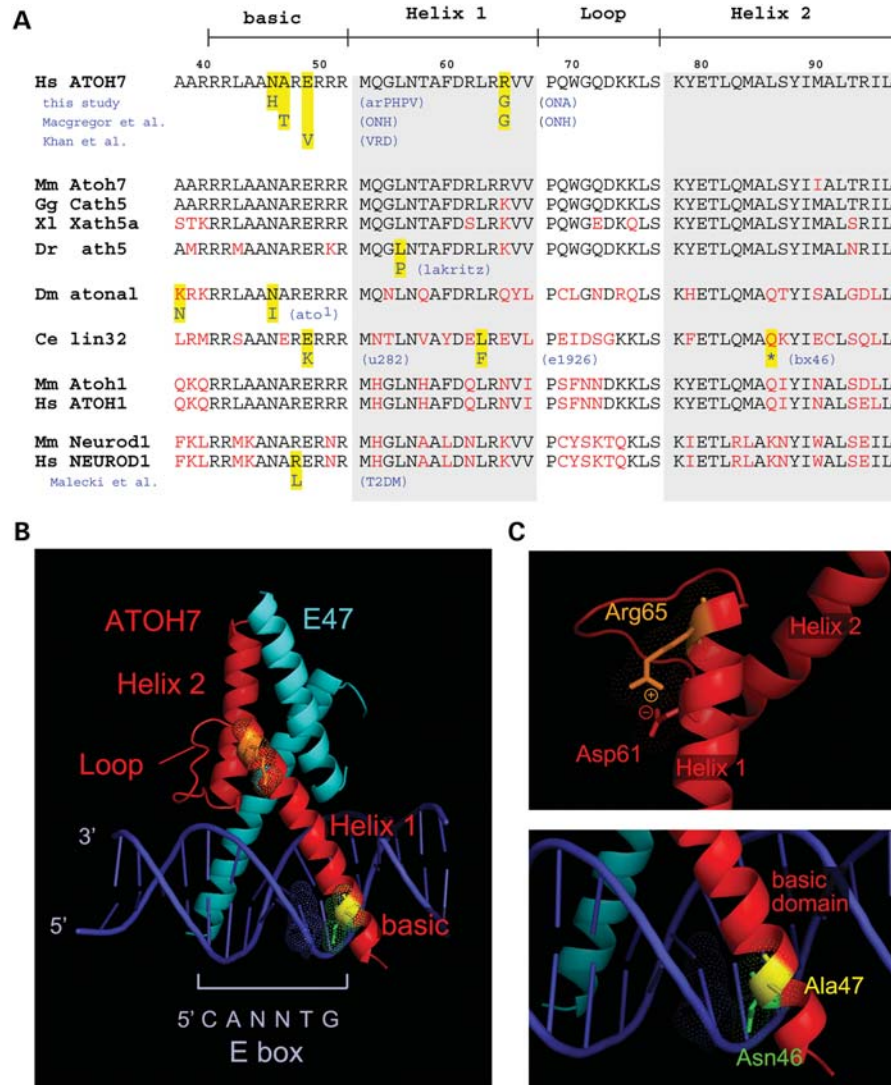 A
basic Helix 1 Loop Helix 2
40 50 60 70 80 90
Hs ATOH7 AARRRLAANARERRR MQGLNTAFDRLRRVV PQWGQDKKLS KYETLQMALSYIMALTRIL
this study H (arPHPV) G (ONA)
Macgregor et al. T (ONH) G (ONH)
Khan et al. V (VRD)
Mm Atoh7 AARRRLAANARERRR MQGLNTAFDRLRRVV PQWGQDKKLS KYETLQMALSYIIALTRIL
Gg Cath5 AARRRLAANARERRR MQGLNTAFDRLRKVV PQWGQDKKLS KYETLQMALSYIMALTRIL
Xl Xath5a STKRRLAANARERRR MQGLNTAFDSLRKVV PQWGEDKQLS KYETLQMALSYIMALSRIL
Dr ath5 AMRRRMAANARERKR MQGLNTAFDRLRKVV PQWGQDKKLS KYETLQMALSYIMALNRIL
P (lakritz)
Dm atonal KRKRRLAANARERRR MQNLNQAFDRLRQYL PCLGNDRQLS KHETLQMAQTYISALGDLL
N I (ato1)
Ce lin32 LRMRRSAANERERRR MNTLNVAYDELREVL PEIDSGKKLS KFETLQMAQKYIECLSQLL
K (u282) F (e1926) * (bx46)
Mm Atoh1 QKQRRLAANARERRR MHGLNHAFDQLRNVI PSFNNDKKLS KYETLQMAQIYINALSDLL
Hs ATOH1 QKQRRLAANARERRR MHGLNHAFDQLRNVI PSFNNDKKLS KYETLQMAQIYINALSELL
Mm Neurod1 FKLRRMKANARERNR MHGLNAALDNLRKVV PCYSKTQKLS KIETLRLAKNYIWALSEIL
Hs NEUROD1 FKLRRMKANARERNR MHGLNAALDNLRKVV PCYSKTQKLS KIETLRLAKNYIWALSEIL
Malecki et al. L (T2DM)
B
ATOH7 E47
Helix 2
Loop
Helix 1
3’
5’
basic
5’ C A N N T G
E box
C
Arg65
Helix 2
+
−
Asp61
Helix 1
basic
domain
Ala47
Asn46